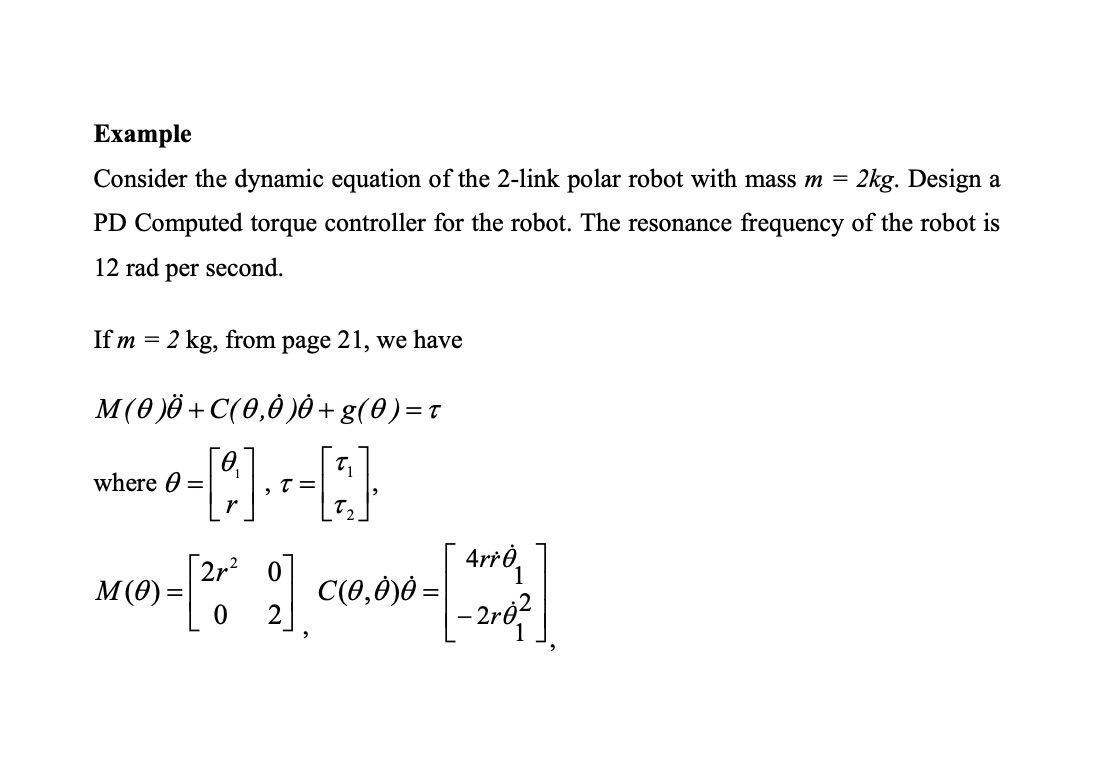 Example
Consider the dynamic equation of the 2-link polar robot with mass m = 2kg. Design a
PD Computed torque controller for the robot. The resonance frequency of the robot is
12 rad per second.
If m = 2 kg, from page 21, we have
M(θ)θ̈ + C(θ,θ̇)θ̇ + g(θ) = τ
where θ = [θ₁; r], τ = [τ₁; τ₂],
M(θ) = [2r² 0; 0 2], C(θ,θ̇)θ̇ = [4rṙθ̇₁; −2rθ̇₁²],